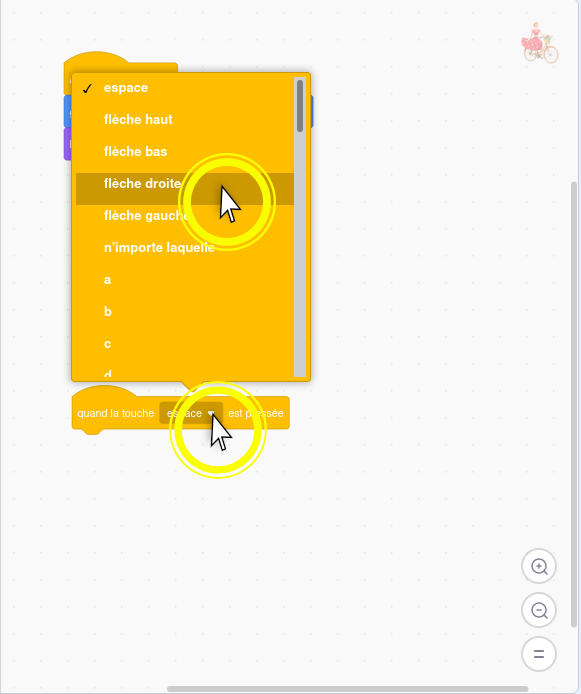 espace
flèche haut
flèche bas
flèche droite
flèche gauche
n'importe laquelle
a
b
c
d
quand la touche espace est pressée